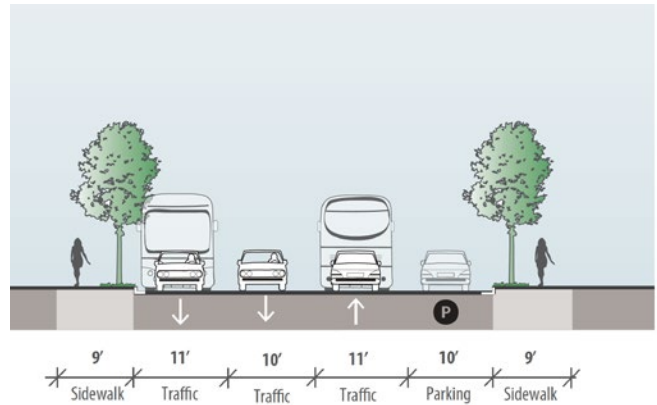 P
9' 11' 10' 11' 10' 9'
Sidewalk Traffic Traffic Traffic Parking Sidewalk